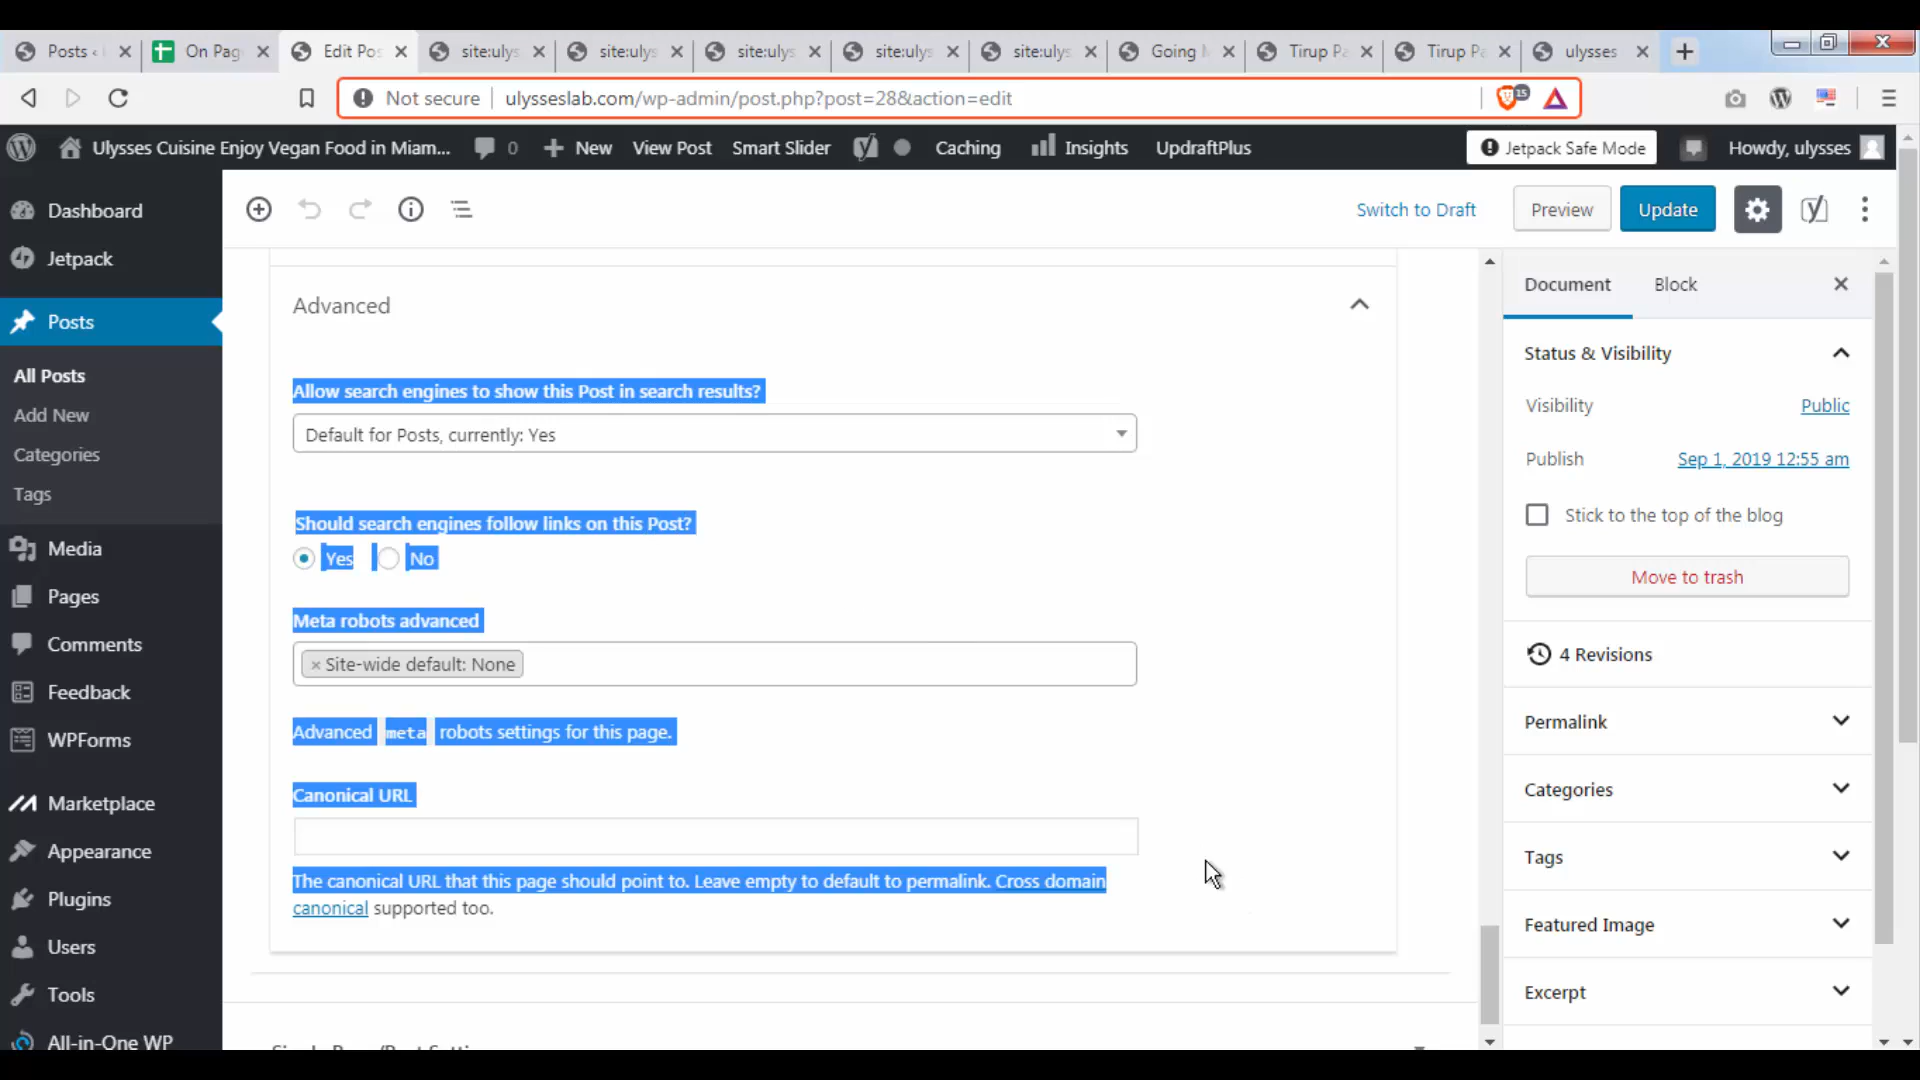 Posts ‹
On Pag
Edit Pos
site:ulys
site:ulys
site:ulys
site:ulys
site:ulys
Going
Tirup Pa
Tirup Pa
ulysses
Not secure
ulysseslab.com/wp-admin/post.php?post=28&action=edit
15
Ulysses Cuisine Enjoy Vegan Food in Miam...
0
New
View Post
Smart Slider
Caching
Insights
UpdraftPlus
Jetpack Safe Mode
Howdy, ulysses
Dashboard
Jetpack
Posts
All Posts
Add New
Categories
Tags
Media
Pages
Comments
Feedback
WPForms
Marketplace
Appearance
Plugins
Users
Tools
All-in-One WP
Switch to Draft
Preview
Update
Advanced
Allow search engines to show this Post in search results?
Default for Posts, currently: Yes
Should search engines follow links on this Post?
Yes No
Meta robots advanced
× Site-wide default: None
Advanced meta robots settings for this page.
Canonical URL
The canonical URL that this page should point to. Leave empty to default to permalink. Cross domain
canonical supported too.
Document
Block
Status & Visibility
Visibility
Public
Publish
Sep 1, 2019 12:55 am
Stick to the top of the blog
Move to trash
4 Revisions
Permalink
Categories
Tags
Featured Image
Excerpt